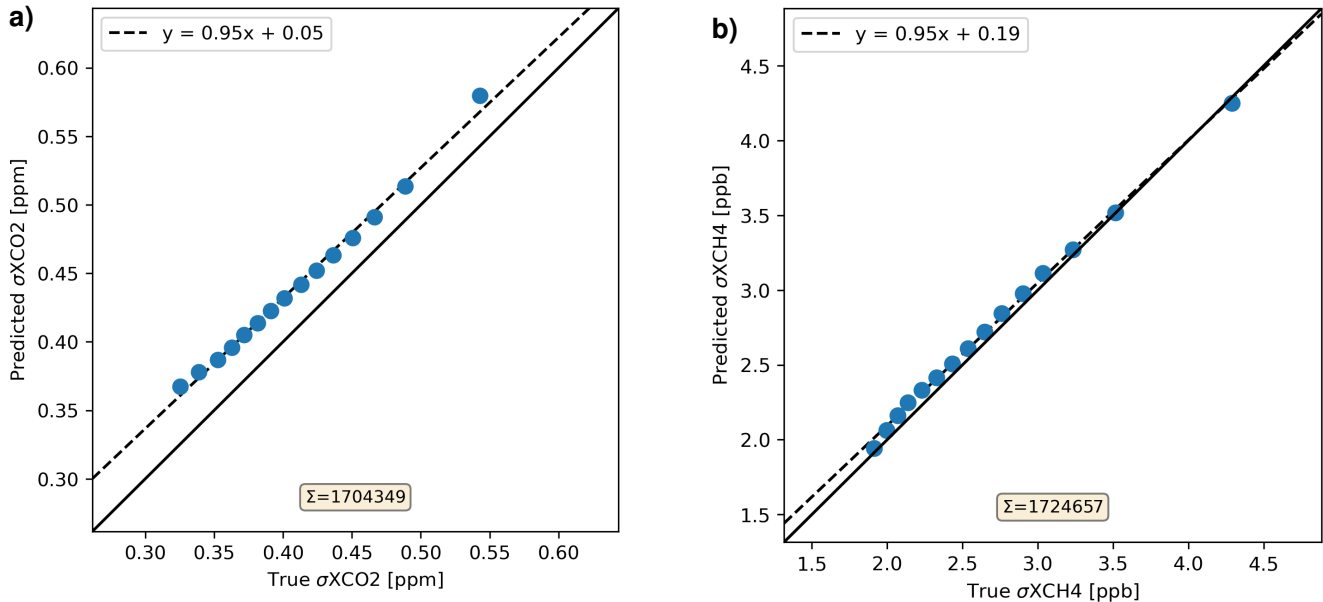 a)
y = 0.95x + 0.05
0.60
0.55
0.50
0.45
0.40
0.35
0.30
Predicted σXCO2 [ppm]
Σ=1704349
0.30 0.35 0.40 0.45 0.50 0.55 0.60
True σXCO2 [ppm]
b)
y = 0.95x + 0.19
4.5
4.0
3.5
3.0
2.5
2.0
1.5
Predicted σXCH4 [ppb]
Σ=1724657
1.5 2.0 2.5 3.0 3.5 4.0 4.5
True σXCH4 [ppb]